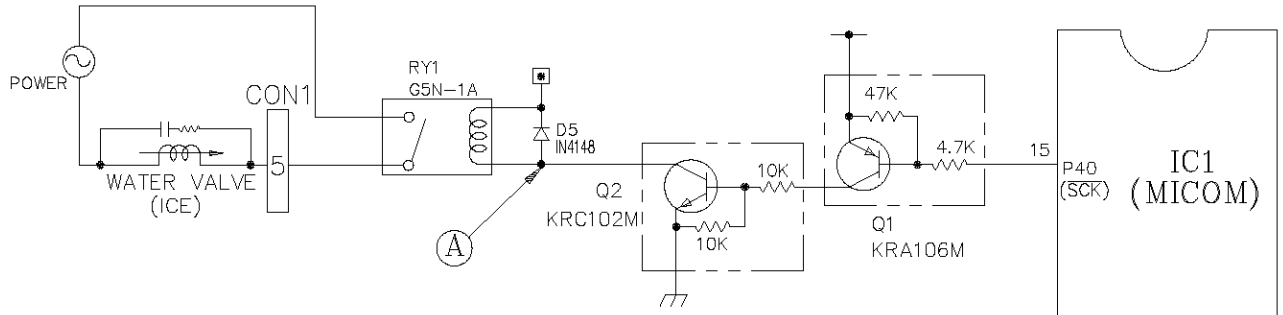 POWER
CON1
5
WATER VALVE
(ICE)
RY1
G5N-1A
D5
IN4148
A
Q2
KRC102M
10K
10K
47K
4.7K
Q1
KRA106M
15
P40
(SCK)
IC1
(MICOM)